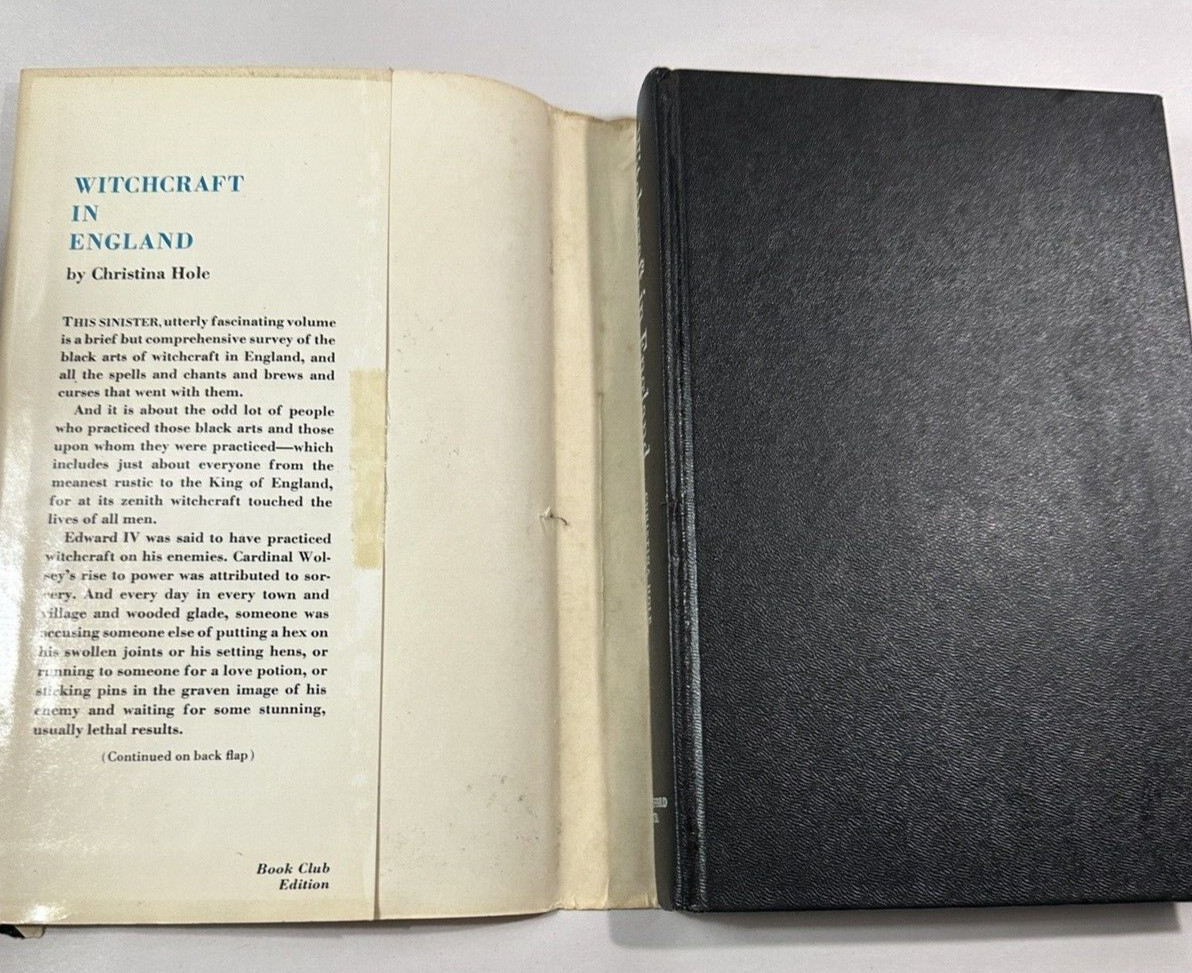 WITCHCRAFT
IN
ENGLAND
by Christina Hole
THIS SINISTER, utterly fascinating volume
is a brief but comprehensive survey of the
black arts of witchcraft in England, and
all the spells and chants and brews and
curses that went with them.
And it is about the odd lot of people
who practiced those black arts and those
upon whom they were practiced—which
includes just about everyone from the
meanest rustic to the King of England,
for at its zenith witchcraft touched the
lives of all men.
Edward IV was said to have practiced
witchcraft on his enemies. Cardinal Wol-
sey's rise to power was attributed to sor-
cery. And every day in every town and
village and wooded glade, someone was
accusing someone else of putting a hex on
his swollen joints or his setting hens, or
running to someone for a love potion, or
sticking pins in the graven image of his
enemy and waiting for some stunning,
usually lethal results.
(Continued on back flap)
Book Club
Edition
in England